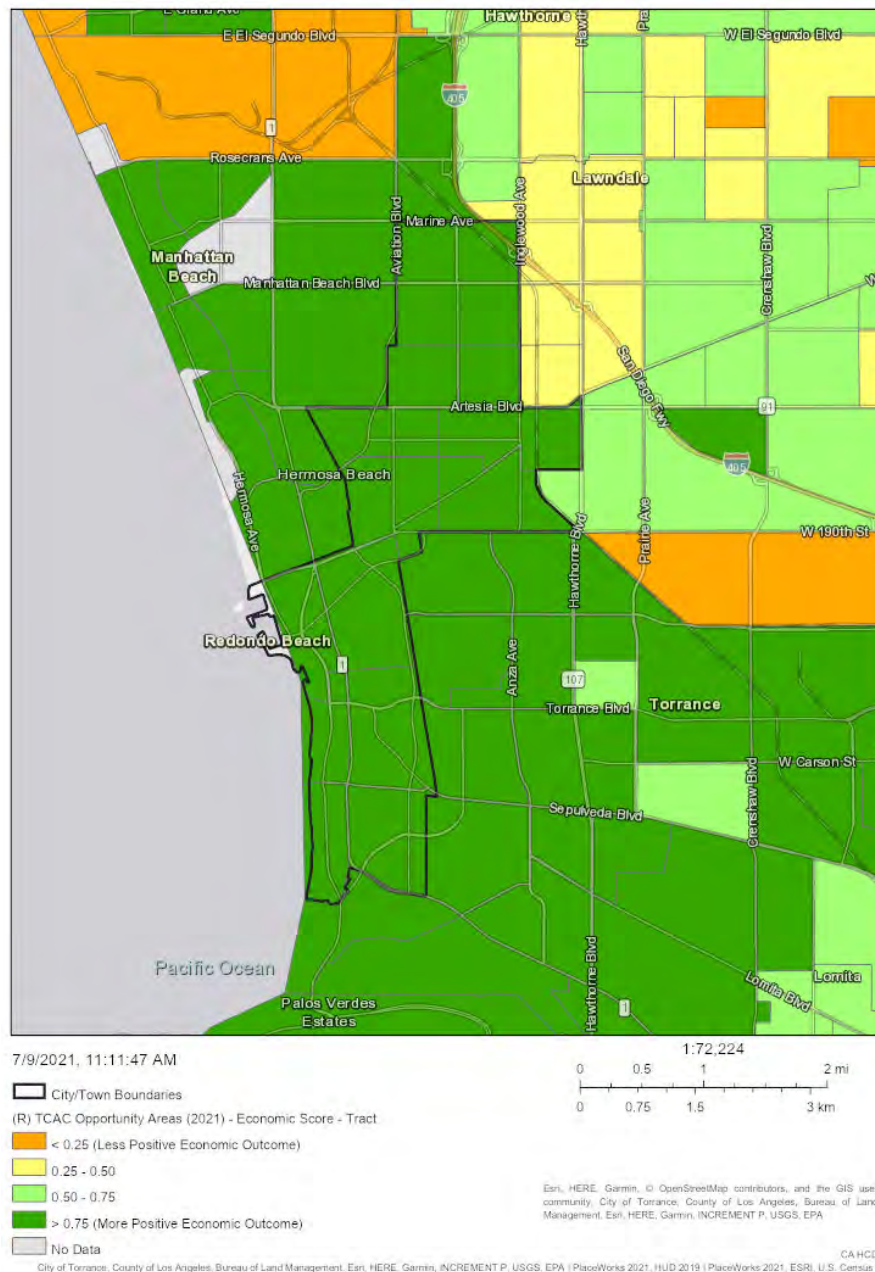 Hawthorne
E El Segundo Blvd
W El Segundo Blvd
405
1
Rosecrans Ave
Lawndale
Inglewood Ave
Aviation Blvd
Marine Ave
Crenshaw Blvd
Manhattan
Beach
Manhattan Beach Blvd
San Diego Fwy
Artesia Blvd
91
405
Hermosa Beach
Hermosa Ave
Hawthorne Blvd
Prairie Ave
W 190th St
Redondo Beach
1
Anza Ave
107
Torrance Blvd
Torrance
W Carson St
Crenshaw Blvd
Sepulveda Blvd
Pacific Ocean
Hawthorne Blvd
Lomita Blvd
Lomita
Palos Verdes
Estates
1
7/9/2021, 11:11:47 AM
1:72,224
0 0.5 1 2 mi
0 0.75 1.5 3 km
City/Town Boundaries
(R) TCAC Opportunity Areas (2021) - Economic Score - Tract
< 0.25 (Less Positive Economic Outcome)
0.25 - 0.50
0.50 - 0.75
> 0.75 (More Positive Economic Outcome)
No Data
Esri, HERE, Garmin, © OpenStreetMap contributors, and the GIS use
community, City of Torrance, County of Los Angeles, Bureau of Land
Management, Esri, HERE, Garmin, INCREMENT P, USGS, EPA
CA HCD
City of Torrance, County of Los Angeles, Bureau of Land Management, Esri, HERE, Garmin, INCREMENT P, USGS, EPA | PlaceWorks 2021, HUD 2019 | PlaceWorks 2021, ESRI, U.S. Census